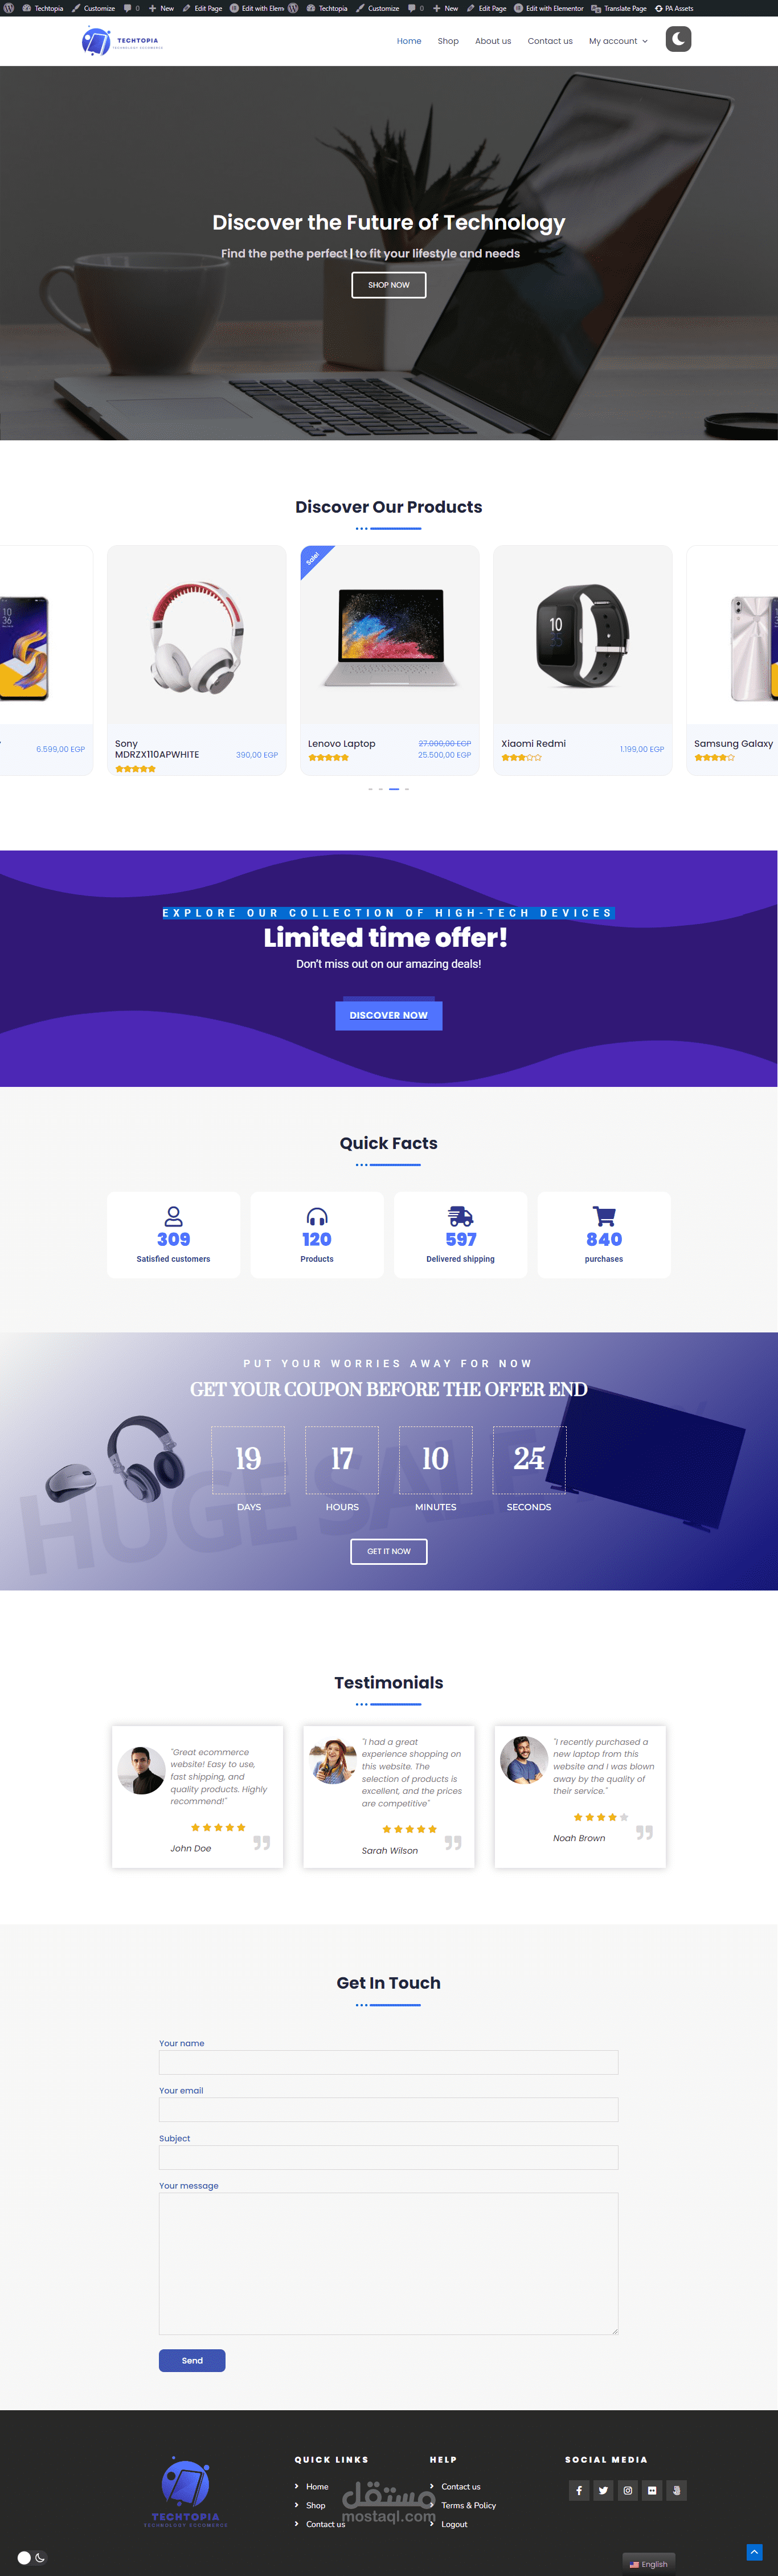 Techtopia Customize 0 New Edit Page Edit with Elem Techtopia Customize 0 New Edit Page Edit with Elementor Translate Page PA Assets
TECHTOPIA
TECHNOLOGY ECOMMERCE
Home Shop About us Contact us My account
Discover the Future of Technology
Find the pethe perfect | to fit your lifestyle and needs
SHOP NOW
Discover Our Products
10
36
Sale!
10
6.599,00 EGP
Sony
MDRZX110APWHITE
390,00 EGP
Lenovo Laptop
27.000,00 EGP
25.500,00 EGP
Xiaomi Redmi
1.199,00 EGP
Samsung Galaxy
EXPLORE OUR COLLECTION OF HIGH-TECH DEVICES
Limited time offer!
Don't miss out on our amazing deals!
DISCOVER NOW
Quick Facts
309
Satisfied customers
120
Products
597
Delivered shipping
840
purchases
PUT YOUR WORRIES AWAY FOR NOW
GET YOUR COUPON BEFORE THE OFFER END
HUGE SALE
19 17 10
DAYS HOURS MINUTES SECONDS
GET IT NOW
Testimonials
"Great ecommerce
website! Easy to use,
fast shipping, and
quality products. Highly
recommend!"
John Doe
"I had a great
experience shopping on
this website. The
selection of products is
excellent, and the prices
are competitive"
Sarah Wilson
"I recently purchased a
new laptop from this
website and I was blown
away by the quality of
their service."
Noah Brown
Get In Touch
Your name
Your email
Subject
Your message
Send
TECHTOPIA
TECHNOLOGY ECOMMERCE
QUICK LINKS
Home
Shop
Contact us
HELP
Contact us
Terms & Policy
Logout
SOCIAL MEDIA
مستقل
mostaql.com
English